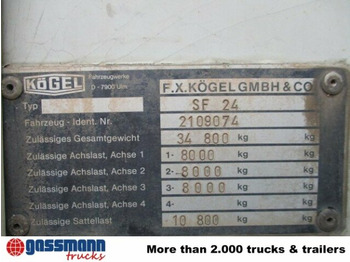 KÖGEL Fahrzeugwerke D - 7900 Ulm F.X. KÖGEL GMBH & CO
Typ SF 24
Fahrzeug - Ident. Nr. 2109074
Zulässiges Gesamtgewicht 34 800 kg kg
Zulässige Achslast, Achse 1 1- 8000 kg kg
Zulässige Achslast, Achse 2 2- 8000 kg kg
Zulässige Achslast, Achse 3 3- 8000 kg kg
Zulässige Achslast, Achse 4 4- kg kg
Zulässige Sattellast 10 800 kg kg
gassmann trucks More than 2.000 trucks & trailers